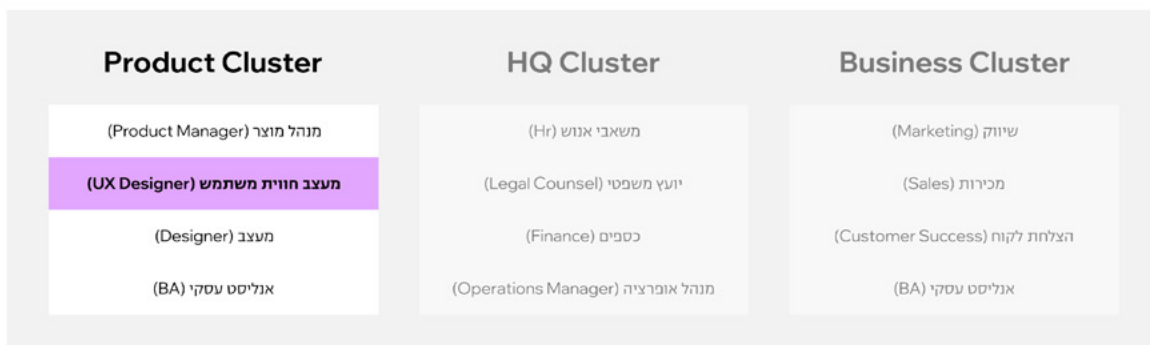 Product Cluster
מנהל מוצר (Product Manager)
מעצב חווית משתמש (UX Designer)
מעצב (Designer)
אנליסט עסקי (BA)
HQ Cluster
משאבי אנוש (Hr)
יועץ משפטי (Legal Counsel)
כספים (Finance)
מנהל אופרציה (Operations Manager)
Business Cluster
שיווק (Marketing)
מכירות (Sales)
הצלחת לקוח (Customer Success)
אנליסט עסקי (BA)